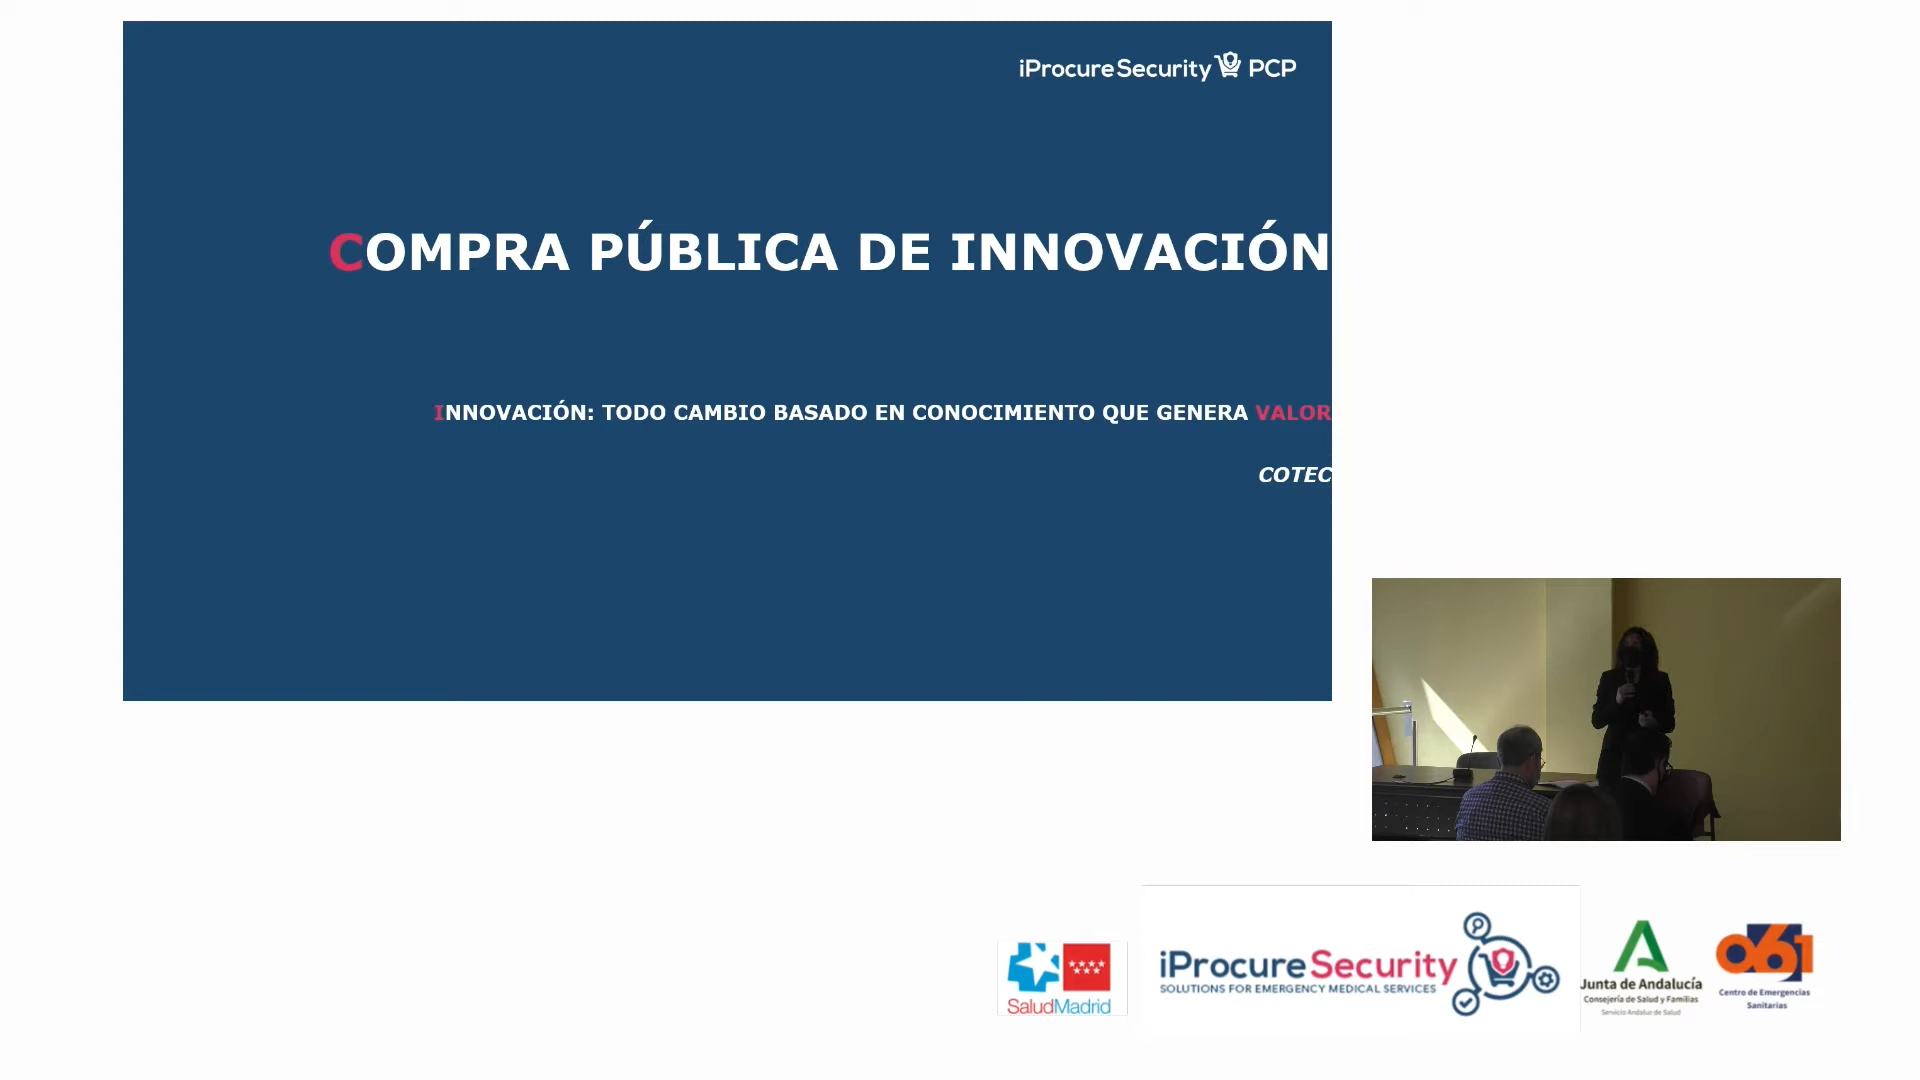 iProcureSecurity PCP
COMPRA PÚBLICA DE INNOVACIÓN
INNOVACIÓN: TODO CAMBIO BASADO EN CONOCIMIENTO QUE GENERA VALOR
COTEC
SaludMadrid
iProcureSecurity
SOLUTIONS FOR EMERGENCY MEDICAL SERVICES
Junta de Andalucía
Consejería de Salud y Familias
Servicio Andaluz de Salud
061
Centro de Emergencias
Sanitarias